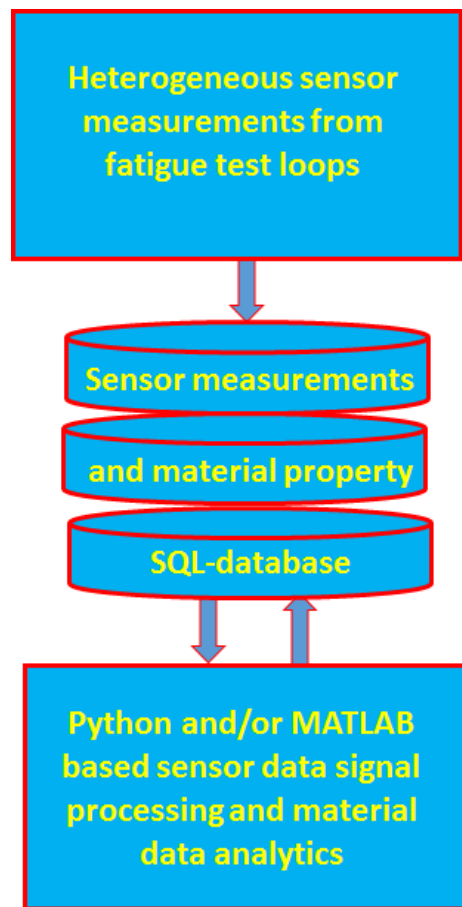 Heterogeneous sensor
measurements from
fatigue test loops
Sensor measurements
and material property
SQL-database
Python and/or MATLAB
based sensor data signal
processing and material
data analytics